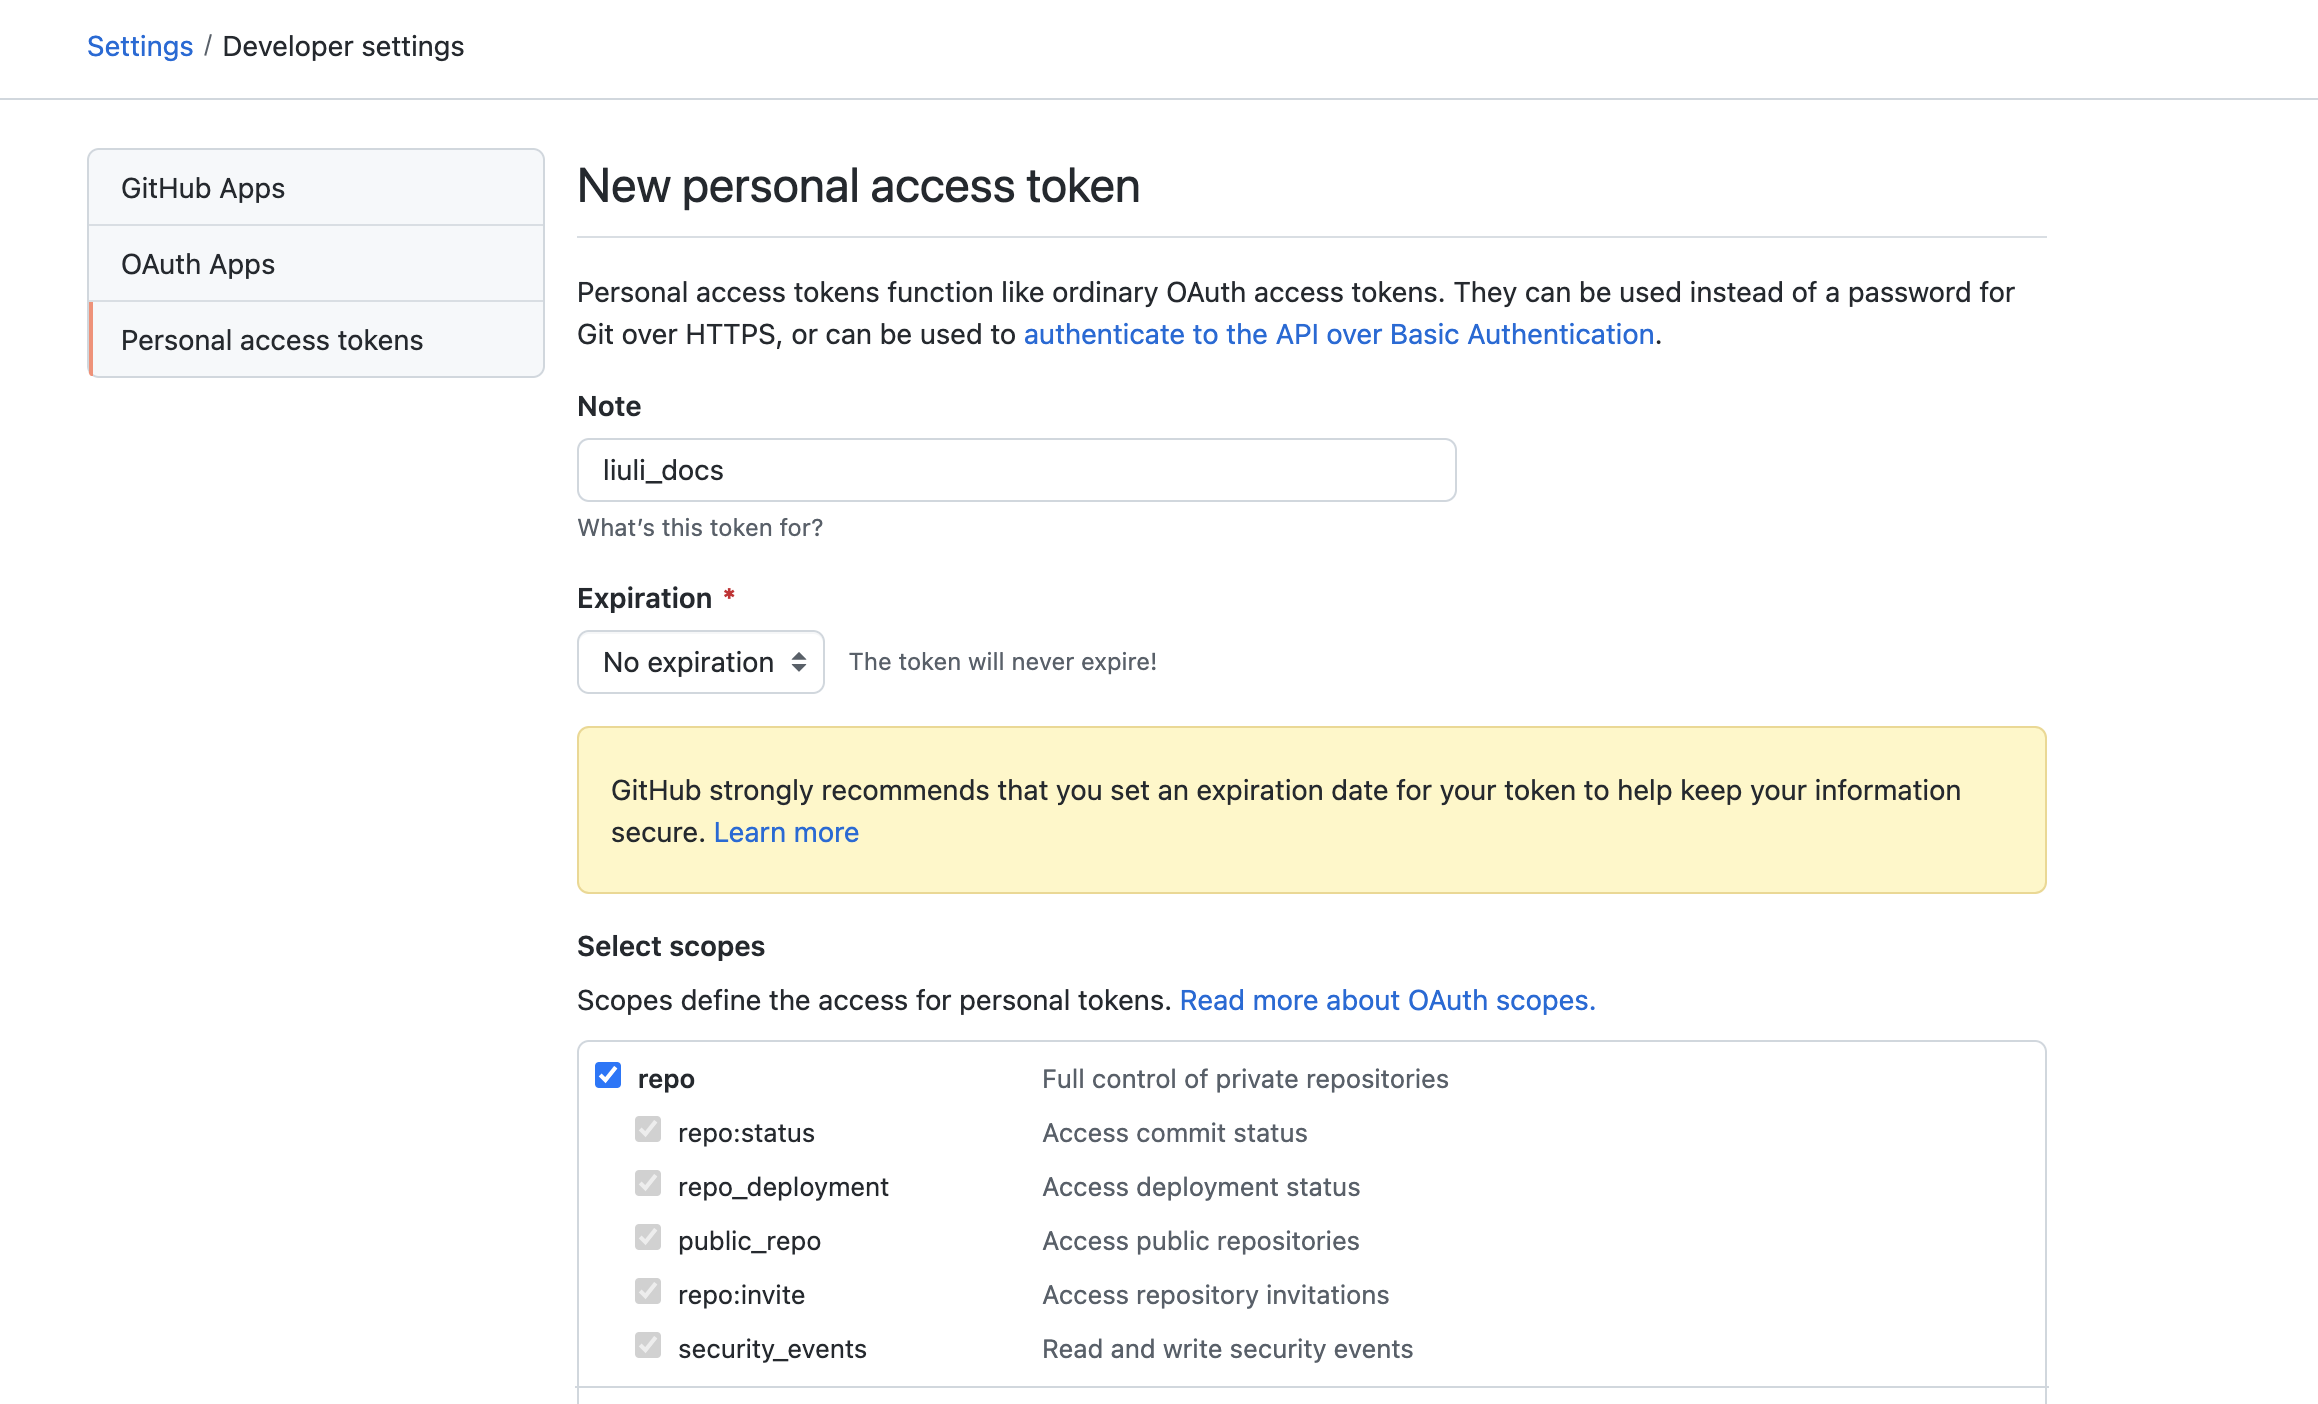 Settings / Developer settings
GitHub Apps
OAuth Apps
Personal access tokens
New personal access token
Personal access tokens function like ordinary OAuth access tokens. They can be used instead of a password for
Git over HTTPS, or can be used to authenticate to the API over Basic Authentication.
Note
liuli_docs
What's this token for?
Expiration *
No expiration The token will never expire!
GitHub strongly recommends that you set an expiration date for your token to help keep your information
secure. Learn more
Select scopes
Scopes define the access for personal tokens. Read more about OAuth scopes.
repo Full control of private repositories
repo:status Access commit status
repo_deployment Access deployment status
public_repo Access public repositories
repo:invite Access repository invitations
security_events Read and write security events